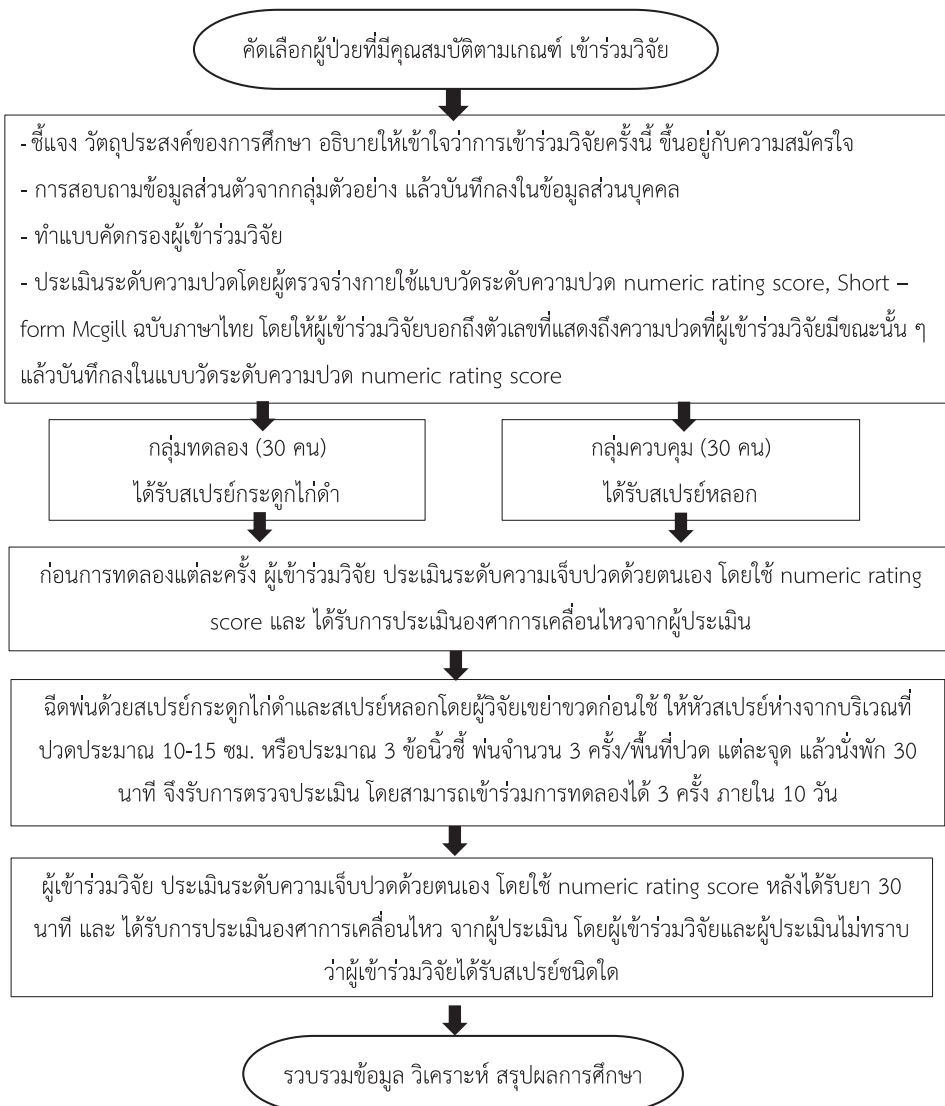 คัดเลือกผู้ป่วยที่มีคุณสมบัติตามเกณฑ์ เข้าร่วมวิจัย
- ชี้แจง วัตถุประสงค์ของการศึกษา อธิบายให้เข้าใจว่าการเข้าร่วมวิจัยครั้งนี้ ขึ้นอยู่กับความสมัครใจ
- การสอบถามข้อมูลส่วนตัวจากกลุ่มตัวอย่าง แล้วบันทึกลงในข้อมูลส่วนบุคคล
- ทำแบบคัดกรองผู้เข้าร่วมวิจัย
- ประเมินระดับความปวดโดยผู้ตรวจร่างกายใช้แบบวัดระดับความปวด numeric rating score, Short –
form Mcgill ฉบับภาษาไทย โดยให้ผู้เข้าร่วมวิจัยบอกถึงตัวเลขที่แสดงถึงความปวดที่ผู้เข้าร่วมวิจัยมีขณะนั้น ๆ
แล้วบันทึกลงในแบบวัดระดับความปวด numeric rating score
กลุ่มทดลอง (30 คน)
ได้รับสเปรย์กระดูกไก่ดำ
กลุ่มควบคุม (30 คน)
ได้รับสเปรย์หลอก
ก่อนการทดลองแต่ละครั้ง ผู้เข้าร่วมวิจัย ประเมินระดับความเจ็บปวดด้วยตนเอง โดยใช้ numeric rating
score และ ได้รับการประเมินองศาการเคลื่อนไหวจากผู้ประเมิน
ฉีดพ่นด้วยสเปรย์กระดูกไก่ดำและสเปรย์หลอกโดยผู้วิจัยเขย่าขวดก่อนใช้ ให้หัวสเปรย์ห่างจากบริเวณที่
ปวดประมาณ 10-15 ซม. หรือประมาณ 3 ข้อนิ้วชี้ พ่นจำนวน 3 ครั้ง/พื้นที่ปวด แต่ละจุด แล้วนั่งพัก 30
นาที จึงรับการตรวจประเมิน โดยสามารถเข้าร่วมการทดลองได้ 3 ครั้ง ภายใน 10 วัน
ผู้เข้าร่วมวิจัย ประเมินระดับความเจ็บปวดด้วยตนเอง โดยใช้ numeric rating score หลังได้รับยา 30
นาที และ ได้รับการประเมินองศาการเคลื่อนไหว จากผู้ประเมิน โดยผู้เข้าร่วมวิจัยและผู้ประเมินไม่ทราบ
ว่าผู้เข้าร่วมวิจัยได้รับสเปรย์ชนิดใด
รวบรวมข้อมูล วิเคราะห์ สรุปผลการศึกษา